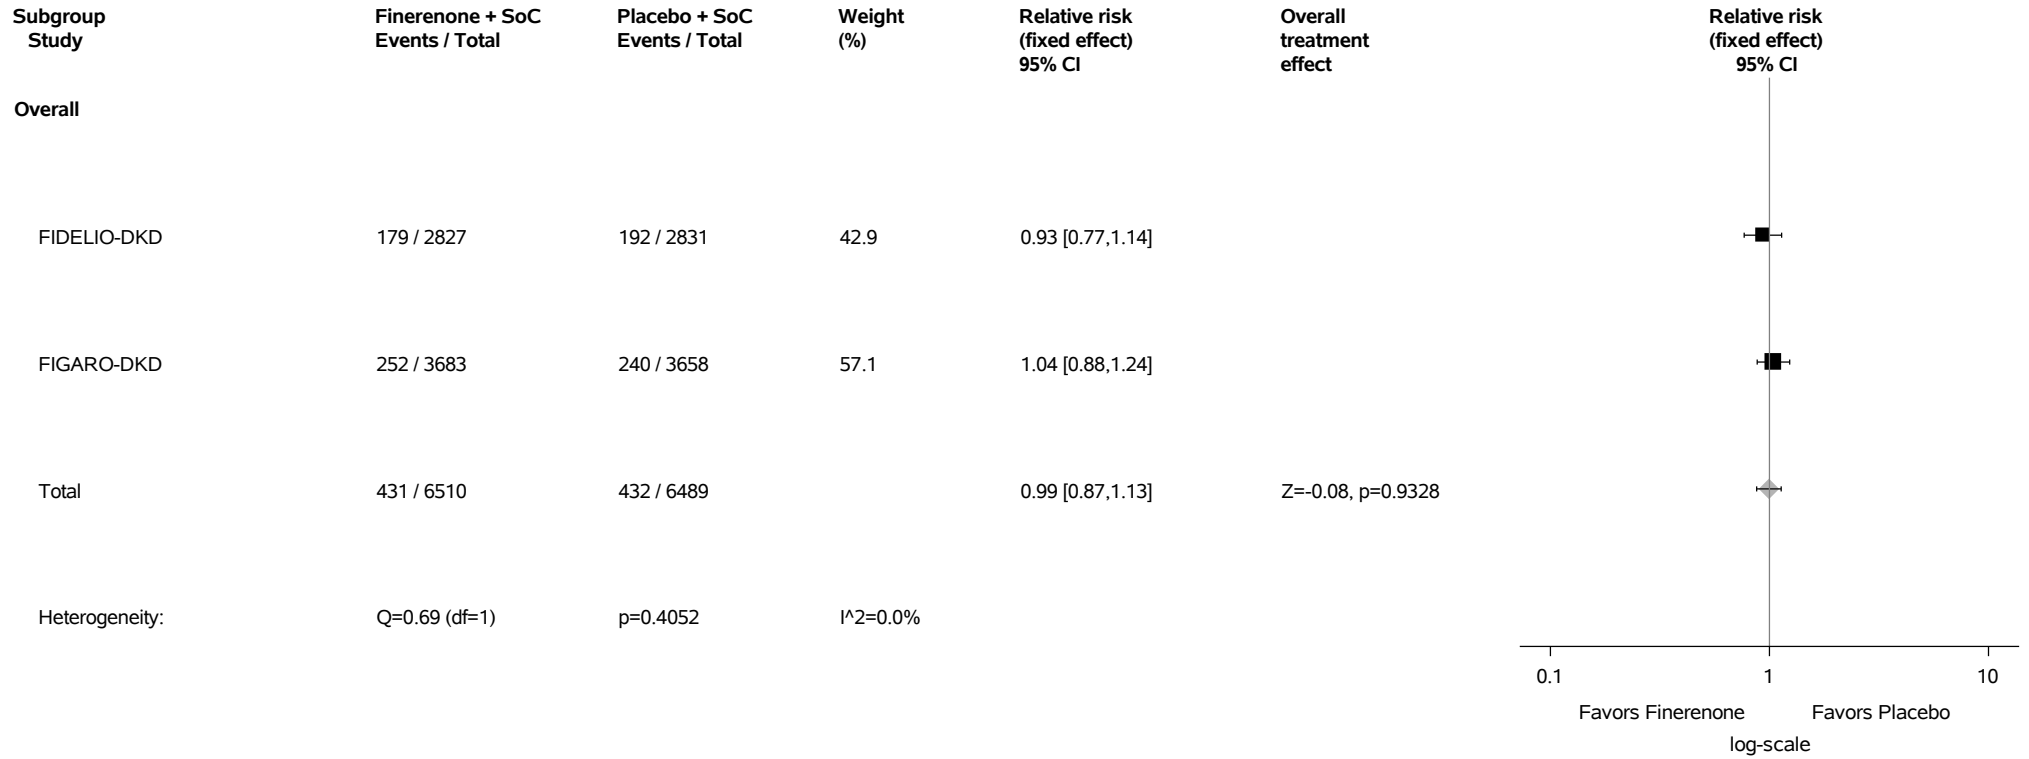 Subgroup Finerenone + SoC Placebo + SoC Weight Relative risk Overall Relative risk
Study Events / Total Events / Total (%) (fixed effect) treatment (fixed effect)
95% CI effect 95% CI
Overall
FIDELIO-DKD 179 / 2827 192 / 2831 42.9 0.93 [0.77,1.14]
FIGARO-DKD 252 / 3683 240 / 3658 57.1 1.04 [0.88,1.24]
Total 431 / 6510 432 / 6489 0.99 [0.87,1.13] Z=-0.08, p=0.9328
Heterogeneity: Q=0.69 (df=1) p=0.4052 I^2=0.0%
0.1 1 10
Favors Finerenone Favors Placebo
log-scale